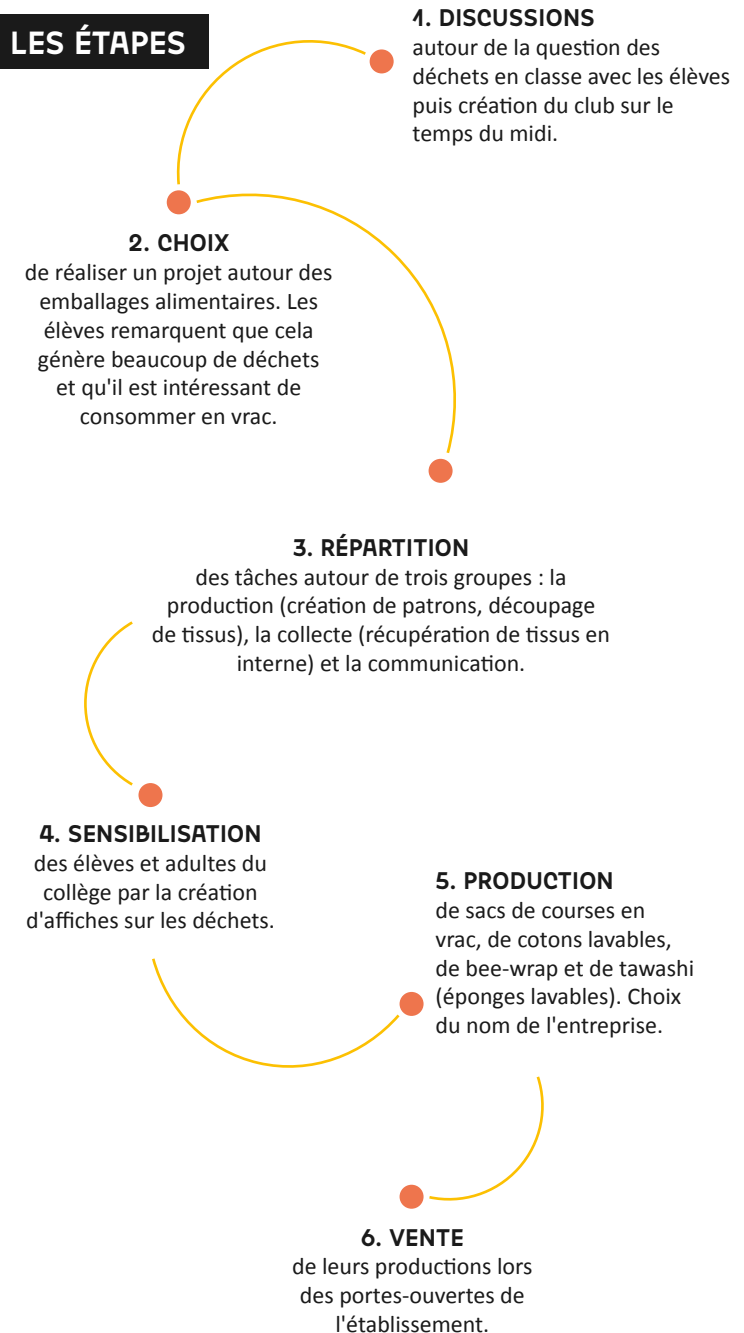 LES ÉTAPES
1. DISCUSSIONS
autour de la question des
déchets en classe avec les élèves
puis création du club sur le
temps du midi.
2. CHOIX
de réaliser un projet autour des
emballages alimentaires. Les
élèves remarquent que cela
génère beaucoup de déchets
et qu'il est intéressant de
consommer en vrac.
3. RÉPARTITION
des tâches autour de trois groupes : la
production (création de patrons, découpage
de tissus), la collecte (récupération de tissus en
interne) et la communication.
4. SENSIBILISATION
des élèves et adultes du
collège par la création
d'affiches sur les déchets.
5. PRODUCTION
de sacs de courses en
vrac, de cotons lavables,
de bee-wrap et de tawashi
(éponges lavables). Choix
du nom de l'entreprise.
6. VENTE
de leurs productions lors
des portes-ouvertes de
l'établissement.